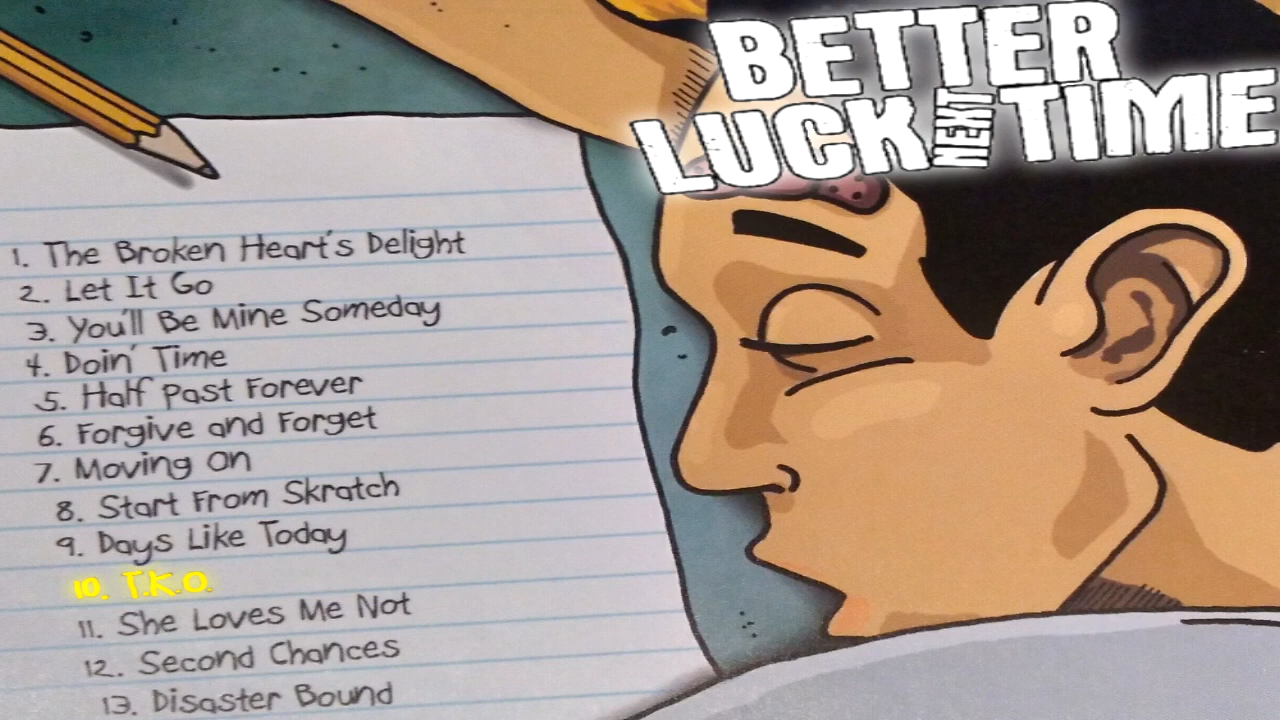 BETTER
LUCK NEXT TIME
1. The Broken Heart's Delight
2. Let It Go
3. You'll Be Mine Someday
4. Doin' Time
5. Half Past Forever
6. Forgive and Forget
7. Moving On
8. Start From Skratch
9. Days Like Today
10. T.K.O.
11. She Loves Me Not
12. Second Chances
13. Disaster Bound